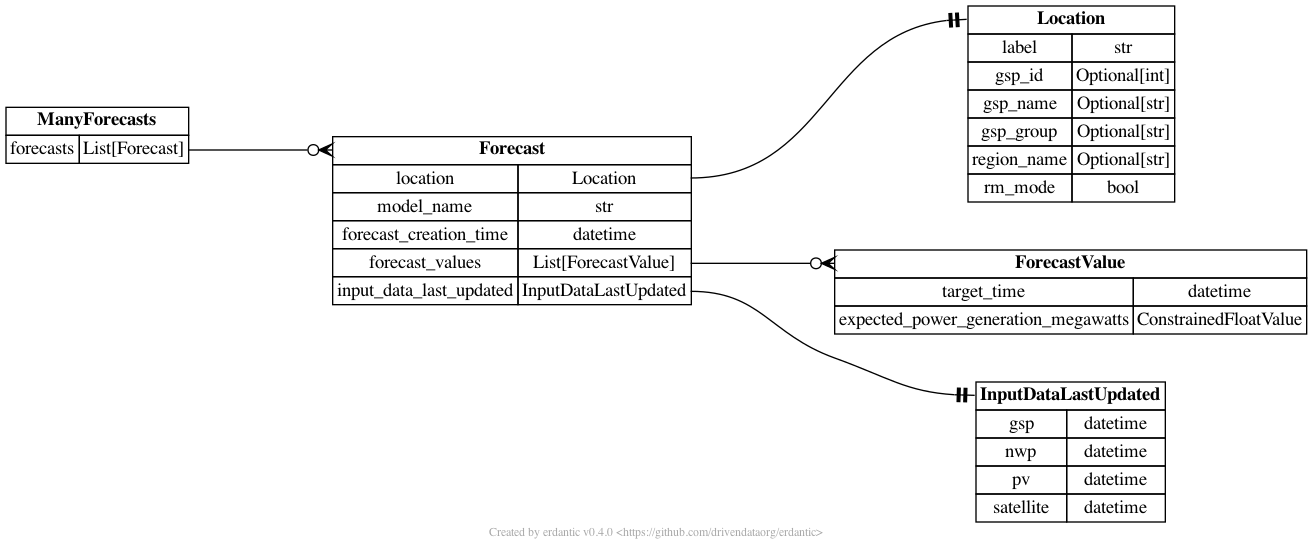 ManyForecasts
forecasts List[Forecast]
Forecast
location Location
model_name str
forecast_creation_time datetime
forecast_values List[ForecastValue]
input_data_last_updated InputDataLastUpdated
Location
label str
gsp_id Optional[int]
gsp_name Optional[str]
gsp_group Optional[str]
region_name Optional[str]
rm_mode bool
ForecastValue
target_time datetime
expected_power_generation_megawatts ConstrainedFloatValue
InputDataLastUpdated
gsp datetime
nwp datetime
pv datetime
satellite datetime
Created by erdantic v0.4.0 <https://github.com/drivendataorg/erdantic>